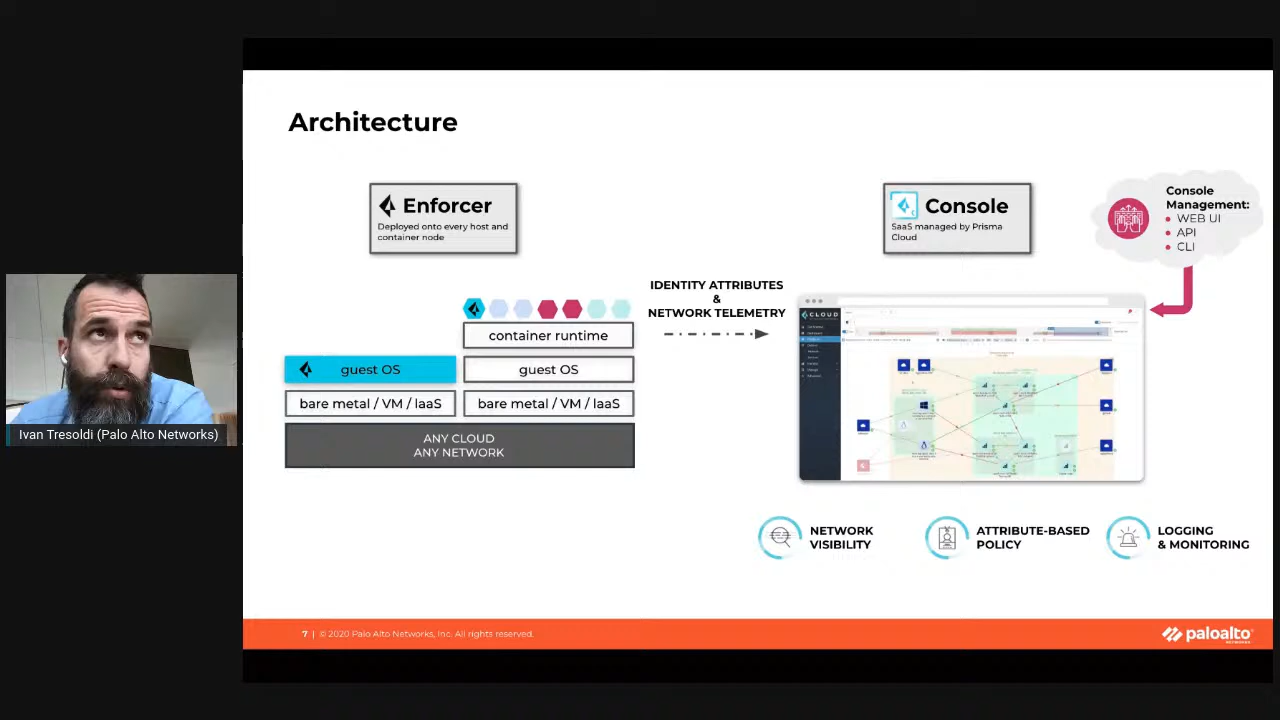 Architecture
Enforcer
Deployed onto every host and
container node
Console
SaaS managed by Prisma
Cloud
Console
Management:
WEB UI
API
CLI
IDENTITY ATTRIBUTES
&
NETWORK TELEMETRY
container runtime
guest OS
guest OS
bare metal / VM / IaaS
bare metal / VM / IaaS
ANY CLOUD
ANY NETWORK
CLOUD
NETWORK
VISIBILITY
ATTRIBUTE-BASED
POLICY
LOGGING
& MONITORING
Ivan Tresoldi (Palo Alto Networks)
7 | © 2020 Palo Alto Networks, Inc. All rights reserved.
paloalto
NETWORKS